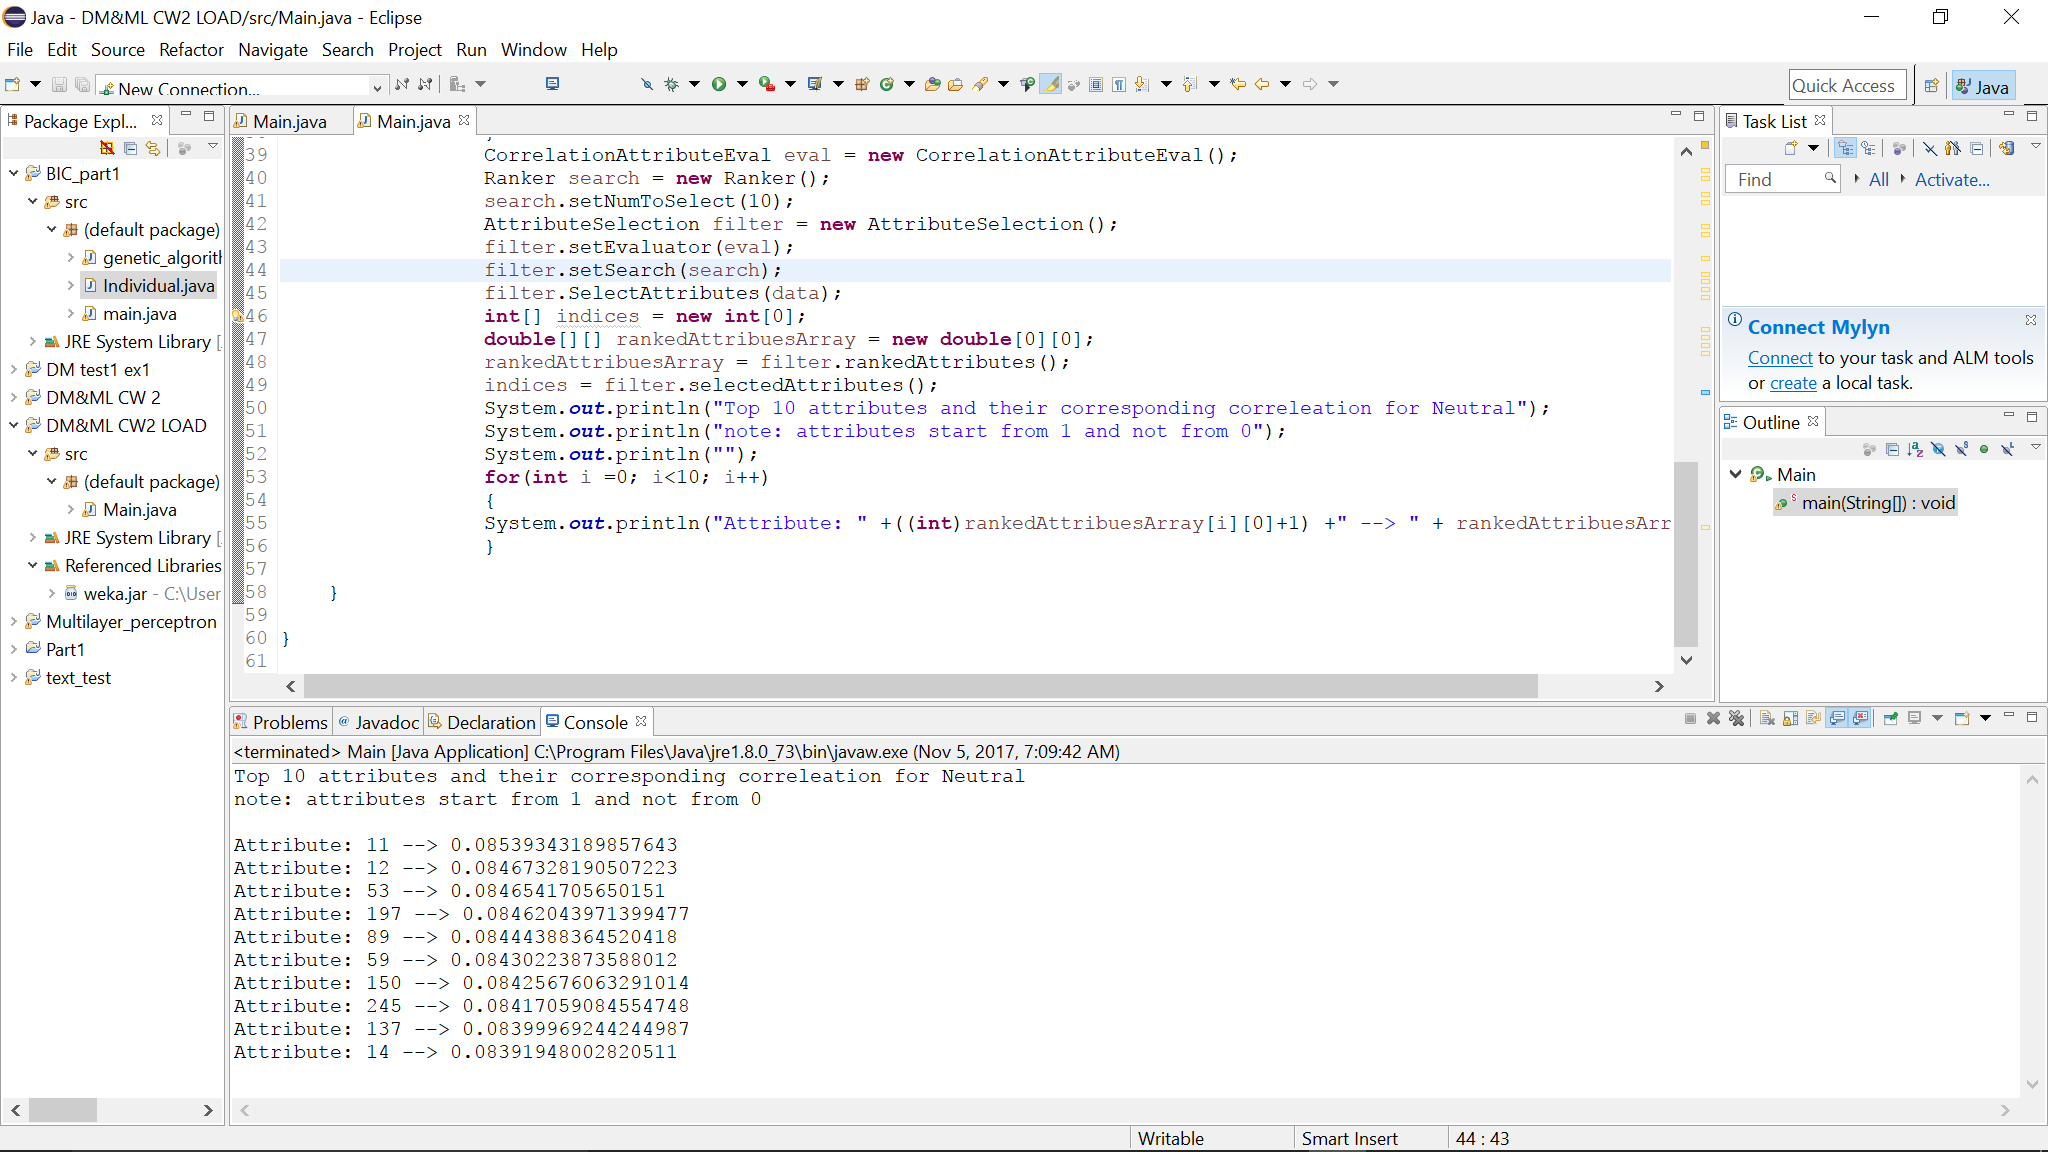 Java - DM&ML CW2 LOAD/src/Main.java - Eclipse
File Edit Source Refactor Navigate Search Project Run Window Help
New Connection...
Quick Access
Java
Package Expl...
BIC_part1
src
(default package)
genetic_algorith
Individual.java
main.java
JRE System Library [
DM test1 ex1
DM&ML CW 2
DM&ML CW2 LOAD
src
(default package)
Main.java
JRE System Library [
Referenced Libraries
weka.jar - C:\User
Multilayer_perceptron
Part1
text_test
Main.java
Main.java
39 CorrelationAttributeEval eval = new CorrelationAttributeEval();
40 Ranker search = new Ranker();
41 search.setNumToSelect(10);
42 AttributeSelection filter = new AttributeSelection();
43 filter.setEvaluator(eval);
44 filter.setSearch(search);
45 filter.SelectAttributes(data);
46 int[] indices = new int[0];
47 double[][] rankedAttribuesArray = new double[0][0];
48 rankedAttribuesArray = filter.rankedAttributes();
49 indices = filter.selectedAttributes();
50 System.out.println("Top 10 attributes and their corresponding correleation for Neutral");
51 System.out.println("note: attributes start from 1 and not from 0");
52 System.out.println("");
53 for(int i =0; i<10; i++)
54 {
55 System.out.println("Attribute: " +((int)rankedAttribuesArray[i][0]+1) +" --> " + rankedAttribuesArr
56 }
57
58 }
59
60 }
61
Task List
Find
All
Activate...
Connect Mylyn
Connect to your task and ALM tools
or create a local task.
Outline
Main
main(String[]) : void
Problems
Javadoc
Declaration
Console
<terminated> Main [Java Application] C:\Program Files\Java\jre1.8.0_73\bin\javaw.exe (Nov 5, 2017, 7:09:42 AM)
Top 10 attributes and their corresponding correleation for Neutral
note: attributes start from 1 and not from 0
Attribute: 11 --> 0.08539343189857643
Attribute: 12 --> 0.08467328190507223
Attribute: 53 --> 0.0846541705650151
Attribute: 197 --> 0.08462043971399477
Attribute: 89 --> 0.08444388364520418
Attribute: 59 --> 0.08430223873588012
Attribute: 150 --> 0.08425676063291014
Attribute: 245 --> 0.08417059084554748
Attribute: 137 --> 0.08399969244244987
Attribute: 14 --> 0.08391948002820511
Writable
Smart Insert
44 : 43